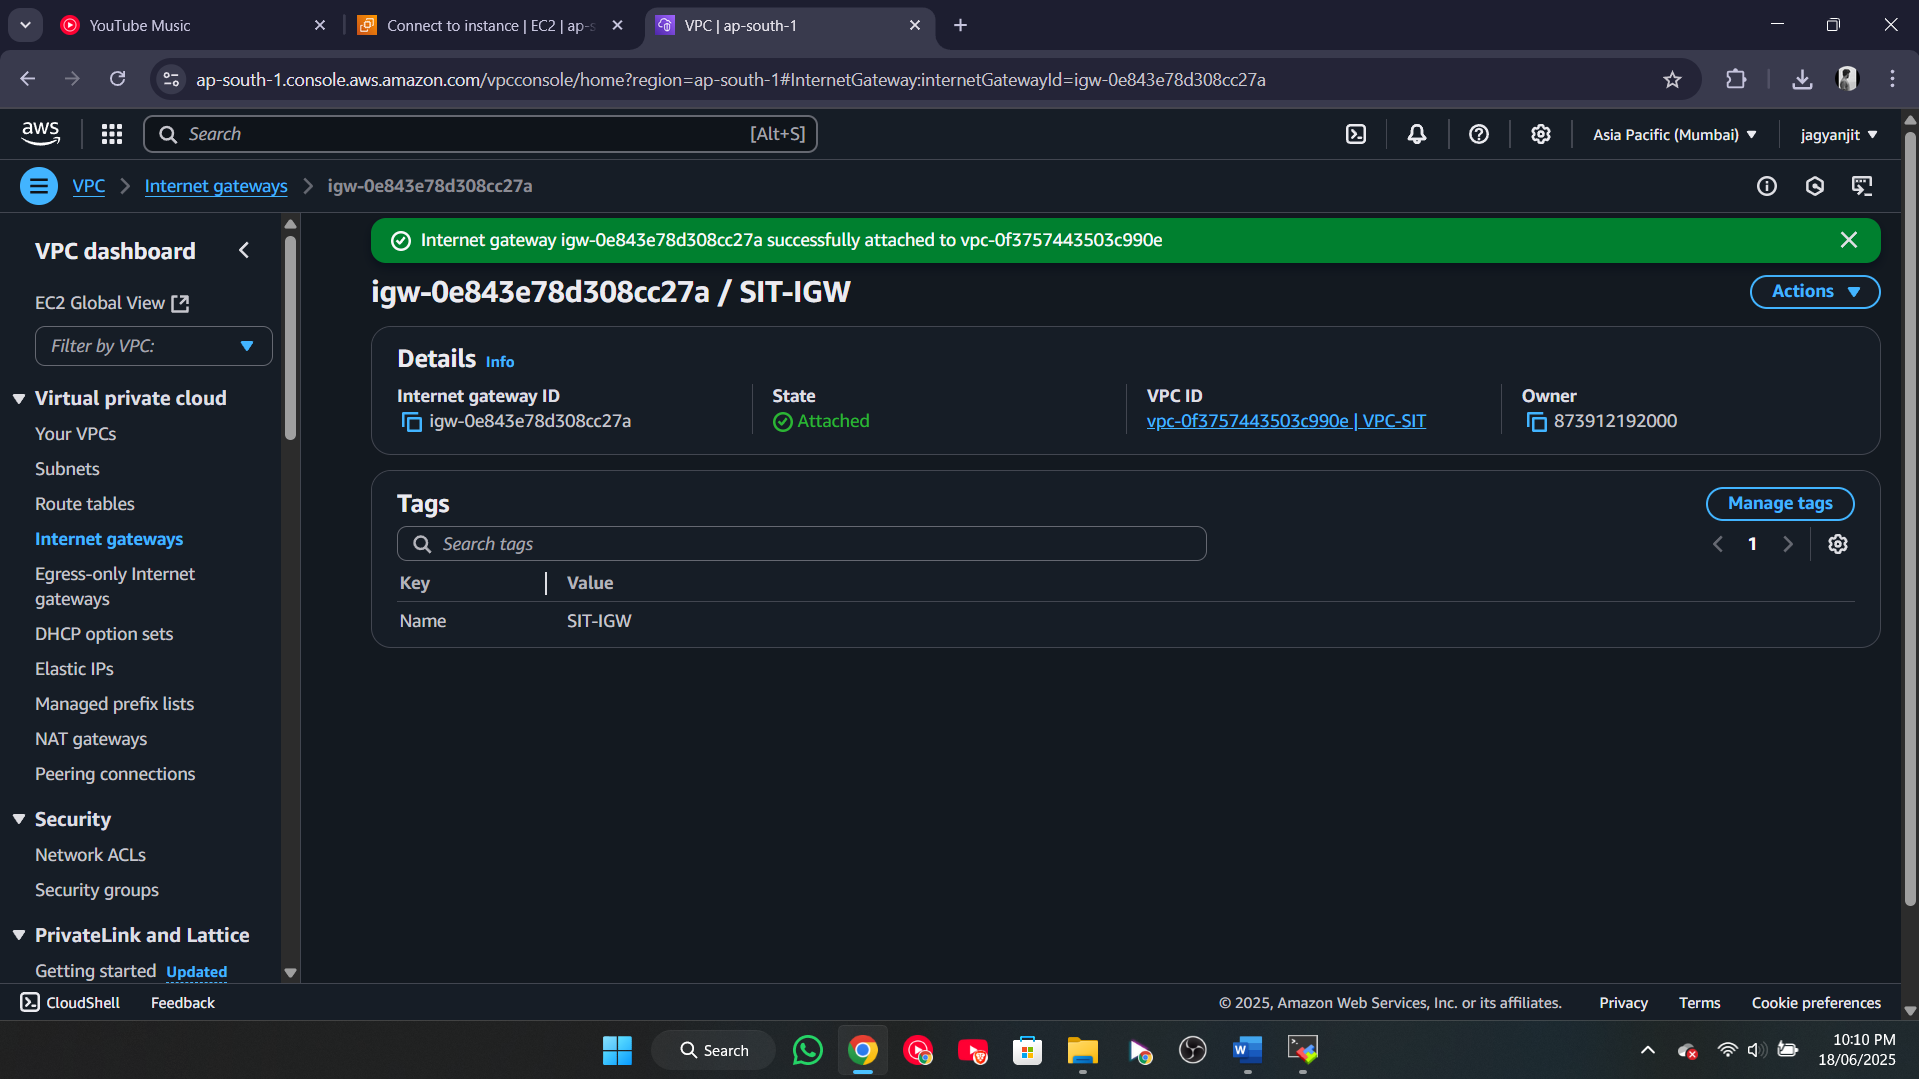 YouTube Music
Connect to instance | EC2 | ap-s
VPC | ap-south-1
ap-south-1.console.aws.amazon.com/vpcconsole/home?region=ap-south-1#InternetGateway:internetGatewayId=igw-0e843e78d308cc27a
aws
Search
[Alt+S]
Asia Pacific (Mumbai)
jagyanjit
VPC
Internet gateways
igw-0e843e78d308cc27a
VPC dashboard
EC2 Global View
Filter by VPC:
Virtual private cloud
Your VPCs
Subnets
Route tables
Internet gateways
Egress-only Internet
gateways
DHCP option sets
Elastic IPs
Managed prefix lists
NAT gateways
Peering connections
Security
Network ACLs
Security groups
PrivateLink and Lattice
Getting started Updated
Internet gateway igw-0e843e78d308cc27a successfully attached to vpc-0f3757443503c990e
igw-0e843e78d308cc27a / SIT-IGW
Actions
Details Info
Internet gateway ID
igw-0e843e78d308cc27a
State
Attached
VPC ID
vpc-0f3757443503c990e | VPC-SIT
Owner
873912192000
Tags
Manage tags
Search tags
1
Key
Value
Name
SIT-IGW
CloudShell
Feedback
© 2025, Amazon Web Services, Inc. or its affiliates.
Privacy
Terms
Cookie preferences
Search
10:10 PM
18/06/2025